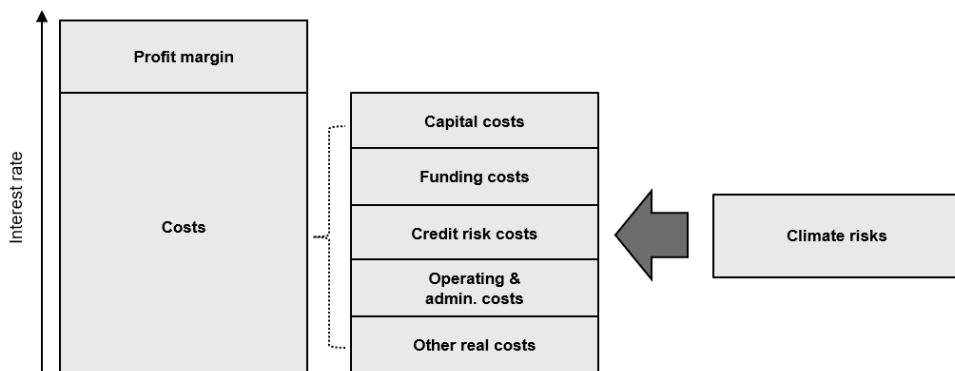 Interest rate
Profit margin
Costs
Capital costs
Funding costs
Credit risk costs
Operating &
admin. costs
Other real costs
Climate risks